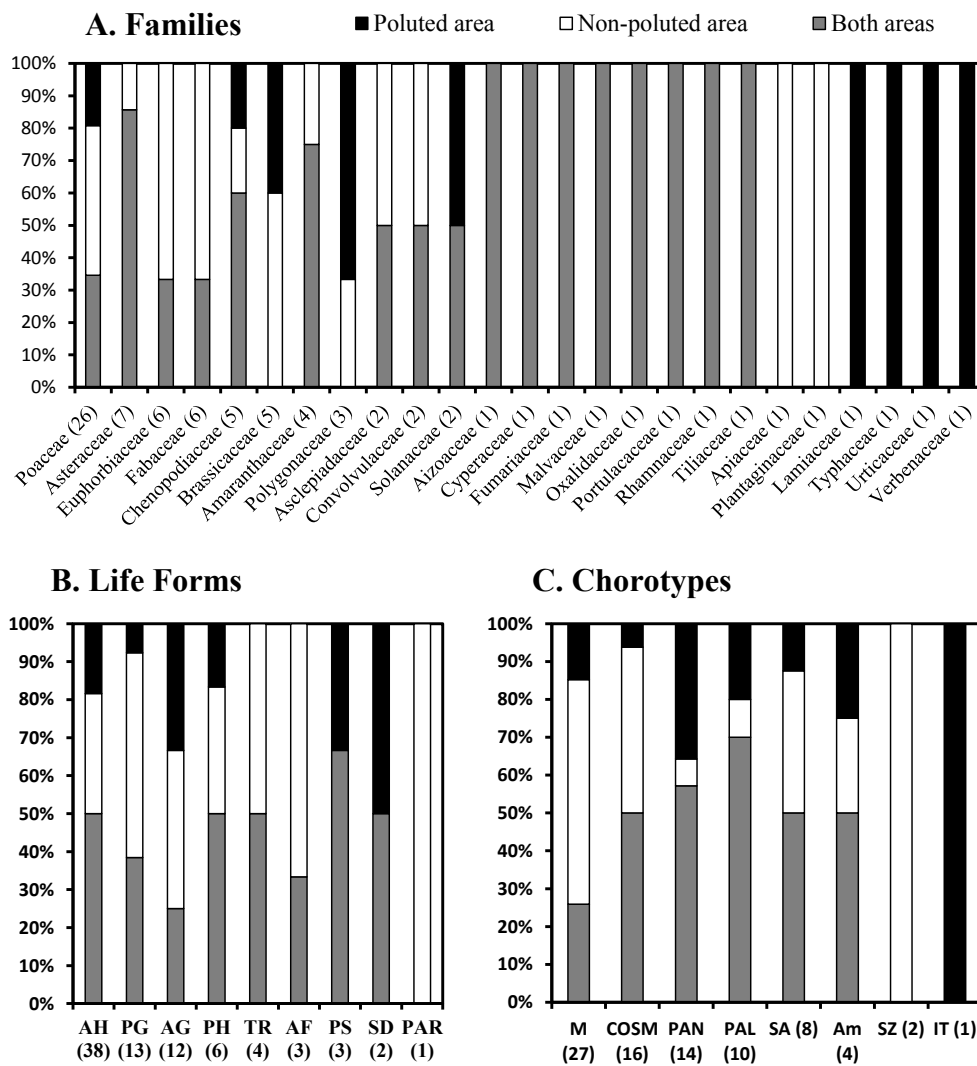 A. Families
Poluted area
Non-poluted area
Both areas
100%
90%
80%
70%
60%
50%
40%
30%
20%
10%
0%
Poaceae (26)
Asteraceae (7)
Euphorbiaceae (6)
Fabaceae (6)
Chenopodiaceae (5)
Brassicaceae (5)
Amaranthaceae (4)
Polygonaceae (3)
Asclepiadaceae (2)
Convolvulaceae (2)
Solanaceae (2)
Aizoaceae (1)
Cyperaceae (1)
Fumariaceae (1)
Malvaceae (1)
Oxalidaceae (1)
Portulacaceae (1)
Rhamnaceae (1)
Tiliaceae (1)
Apiaceae (1)
Plantaginaceae (1)
Lamiaceae (1)
Typhaceae (1)
Urticaceae (1)
Verbenaceae (1)
B. Life Forms
100%
90%
80%
70%
60%
50%
40%
30%
20%
10%
0%
AH PG AG PH TR AF PS SD PAR
(38) (13) (12) (6) (4) (3) (3) (2) (1)
C. Chorotypes
100%
90%
80%
70%
60%
50%
40%
30%
20%
10%
0%
M COSM PAN PAL SA (8) Am SZ (2) IT (1)
(27) (16) (14) (10) (4)